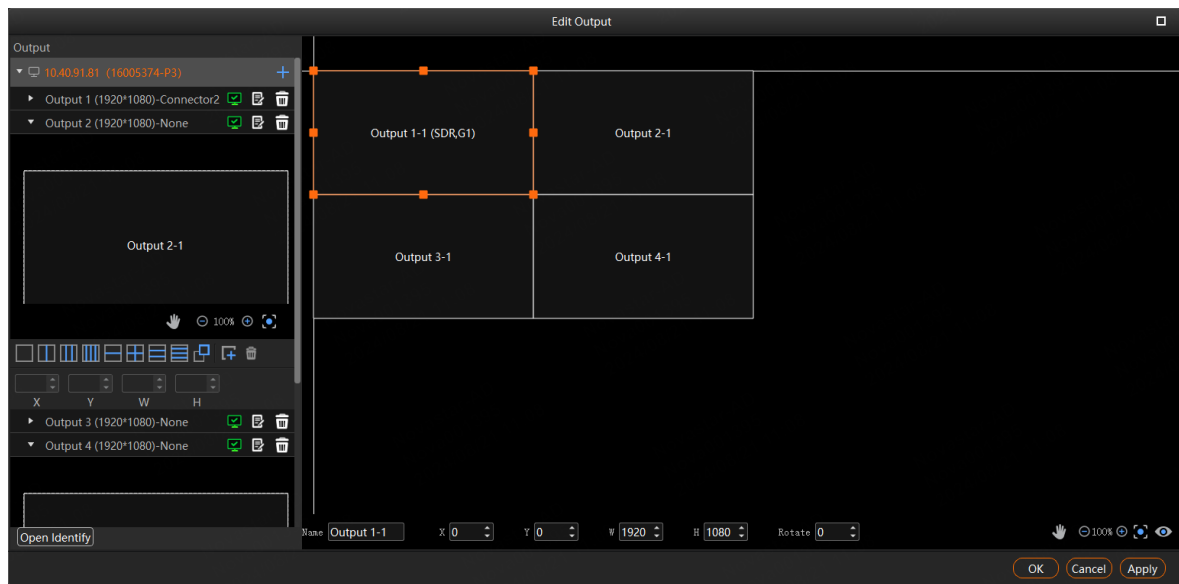 Edit Output
Output
10.40.91.81 (16005374-P3)
Output 1 (1920*1080)-Connector2
Output 2 (1920*1080)-None
Output 2-1
100%
X Y W H
Output 3 (1920*1080)-None
Output 4 (1920*1080)-None
Open Identify
Output 1-1 (SDR,G1)
Output 2-1
Output 3-1
Output 4-1
Name Output 1-1 X 0 Y 0 W 1920 H 1080 Rotate 0 100%
OK Cancel Apply